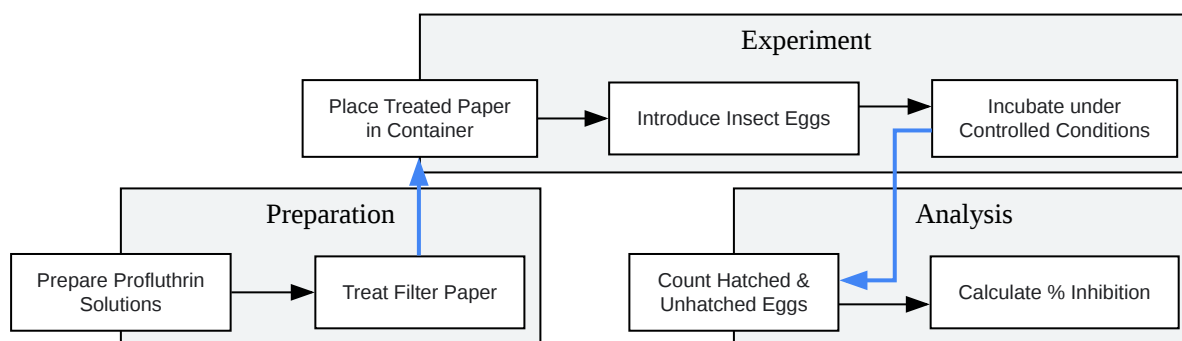 Experiment
Place Treated Paper
in Container
Introduce Insect Eggs
Incubate under
Controlled Conditions
Preparation
Prepare Profluthrin
Solutions
Treat Filter Paper
Analysis
Count Hatched &
Unhatched Eggs
Calculate % Inhibition